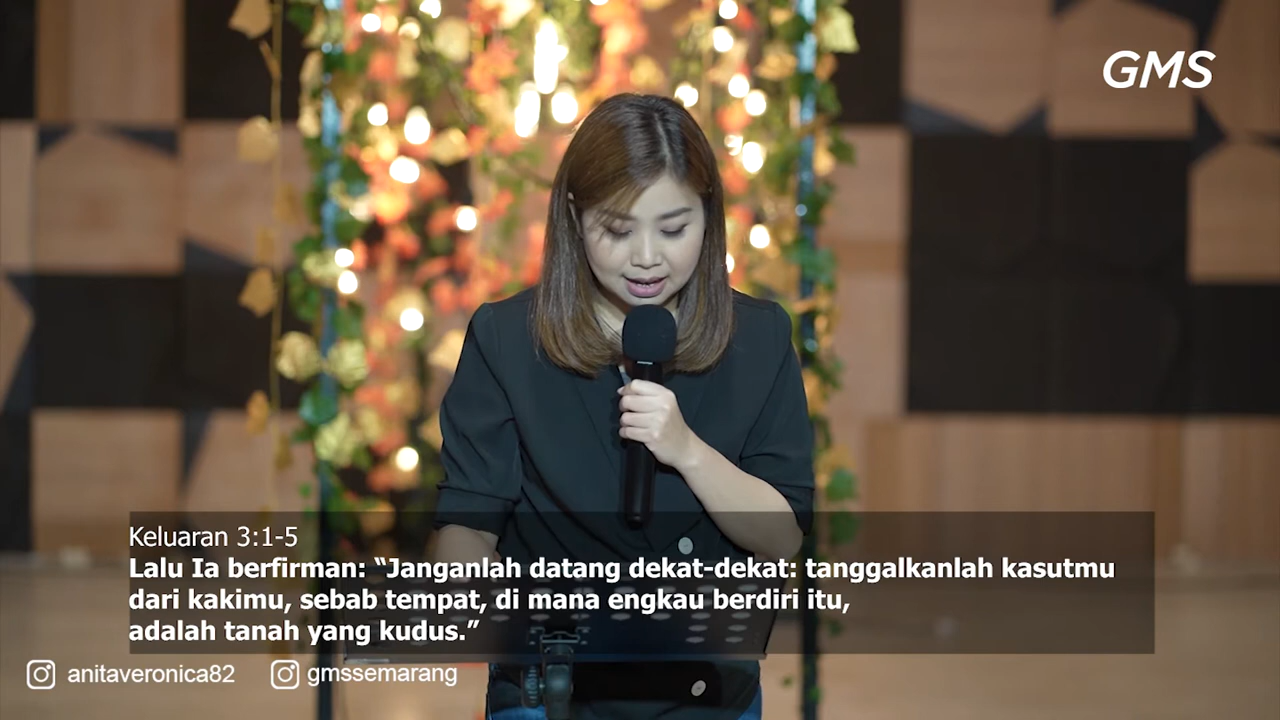 GMS
Keluaran 3:1-5
Lalu Ia berfirman: “Janganlah datang dekat-dekat: tanggalkanlah kasutmu
dari kakimu, sebab tempat, di mana engkau berdiri itu,
adalah tanah yang kudus.”
anitaveronica82 gmssemarang